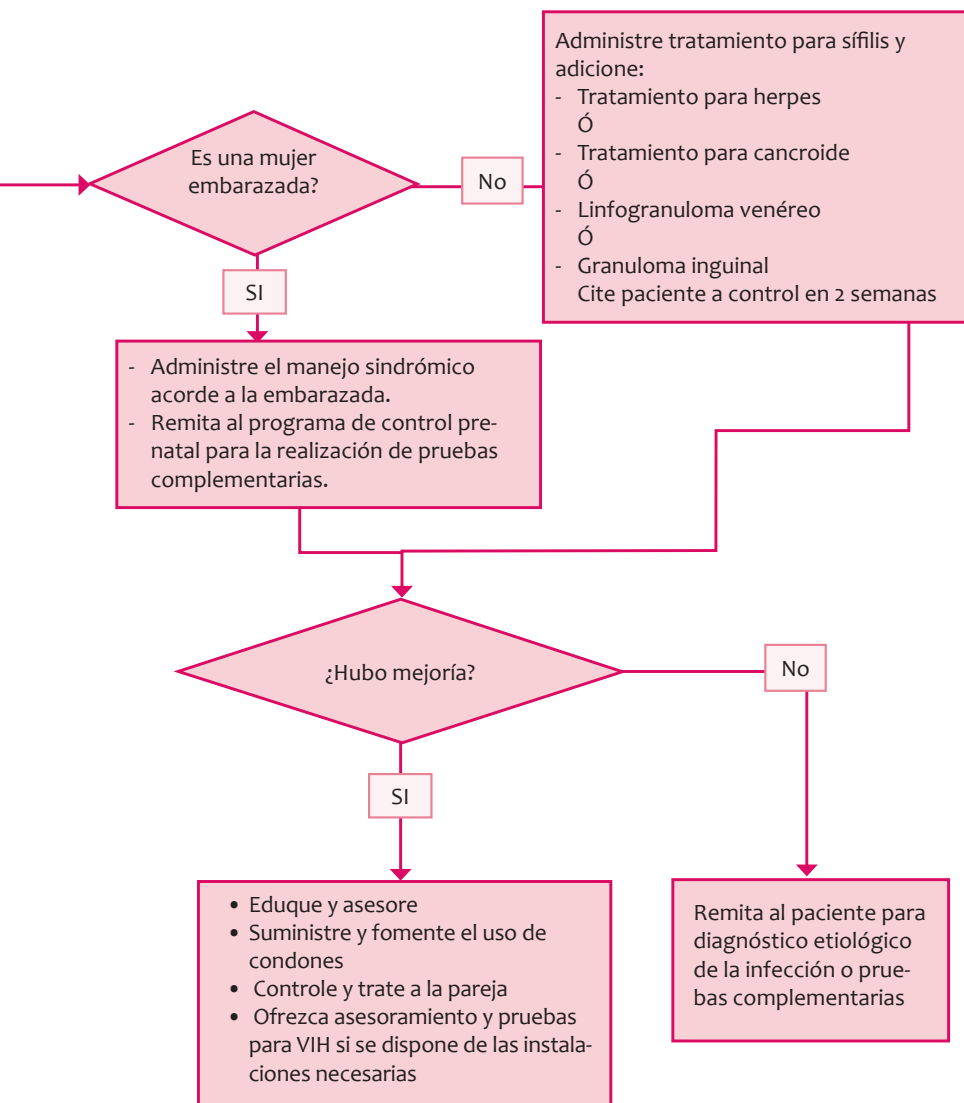 Es una mujer
embarazada?
No
Administre tratamiento para sífilis y
adicione:
- Tratamiento para herpes
Ó
- Tratamiento para cancroide
Ó
- Linfogranuloma venéreo
Ó
- Granuloma inguinal
Cite paciente a control en 2 semanas
SI
- Administre el manejo sindrómico
acorde a la embarazada.
- Remita al programa de control pre-
natal para la realización de pruebas
complementarias.
¿Hubo mejoría?
No
SI
• Eduque y asesore
• Suministre y fomente el uso de
condones
• Controle y trate a la pareja
• Ofrezca asesoramiento y pruebas
para VIH si se dispone de las instala-
ciones necesarias
Remita al paciente para
diagnóstico etiológico
de la infección o prue-
bas complementarias